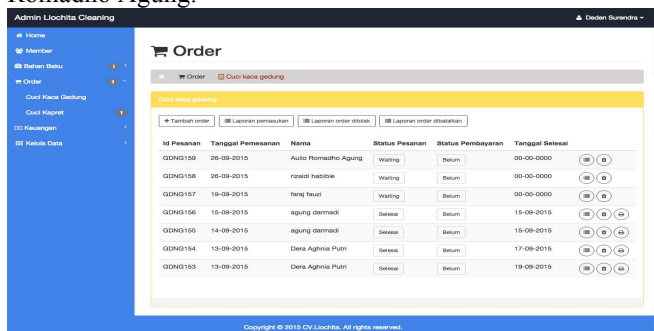 Romadho Agung.
Admin Liochita Cleaning Deden Surendra
Home
Member
Bahan Baku 1
Order 1
Cuci Kaca Gedung
Cuci Kapret 1
Keuangan
Kelola Data
Order
Order Cuci kaca gedung
Cuci kaca gedung
+ Tambah order Laporan pemasukan Laporan order ditolak Laporan order dibatalkan
Id Pesanan Tanggal Pemesanan Nama Status Pesanan Status Pembayaran Tanggal Selesai
GDNG159 26-09-2015 Aulio Romadho Agung Waiting Belum 00-00-0000
GDNG158 26-09-2015 rizaldi habibie Waiting Belum 00-00-0000
GDNG157 19-09-2015 faraj fauzi Waiting Belum 00-00-0000
GDNG156 15-09-2015 agung darmadi Selesai Belum 15-09-2015
GDNG155 14-09-2015 agung darmadi Selesai Belum 15-09-2015
GDNG154 13-09-2015 Dera Aghnia Putri Selesai Belum 17-09-2015
GDNG153 13-09-2015 Dera Aghnia Putri Selesai Belum 19-09-2015
Copyright © 2015 CV.Liochita. All rights reserved.